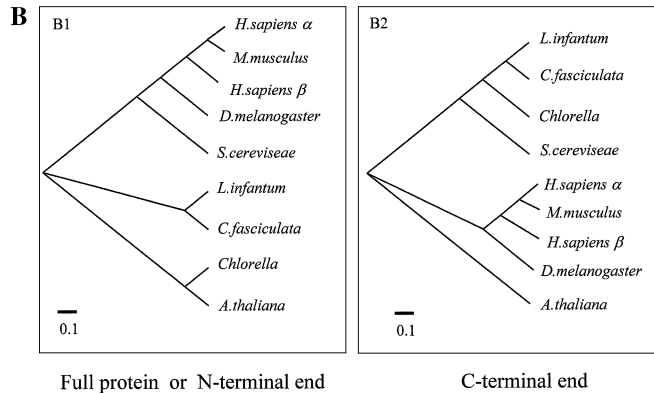 B
B1
H.sapiens α
M.musculus
H.sapiens β
D.melanogaster
S.cereviseae
L.infantum
C.fasciculata
Chlorella
A.thaliana
0.1
Full protein or N-terminal end
B2
L.infantum
C.fasciculata
Chlorella
S.cereviseae
H.sapiens α
M.musculus
H.sapiens β
D.melanogaster
A.thaliana
0.1
C-terminal end